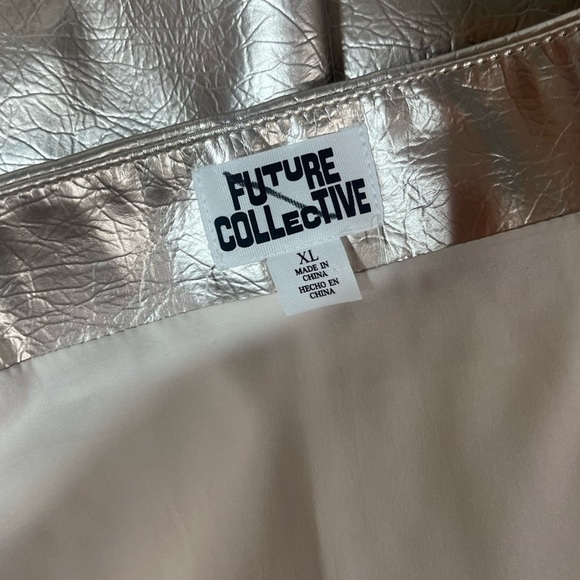 FUTURE
COLLECTIVE
XL
MADE IN
CHINA
HECHO EN
CHINA